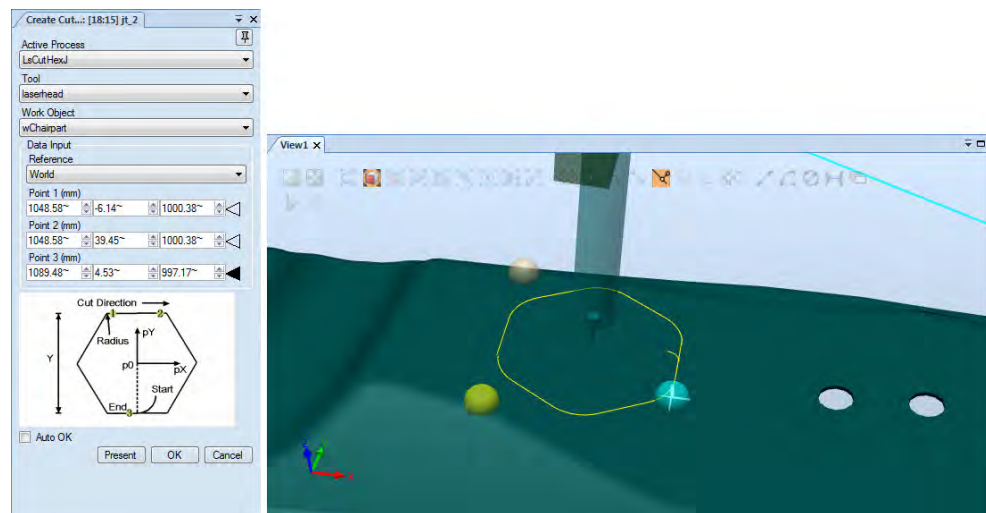 Create Cut...: [18:15] jt_2
Active Process
LsCutHexJ
Tool
laserhead
Work Object
wChairpart
Data Input
Reference
World
Point 1 (mm)
1048.58~ -6.14~ 1000.38~
Point 2 (mm)
1048.58~ 39.45~ 1000.38~
Point 3 (mm)
1089.48~ 4.53~ 997.17~
Cut Direction
1 2
pY
Radius
Y
p0
pX
Start
End
3
Auto OK
Present OK Cancel
View1